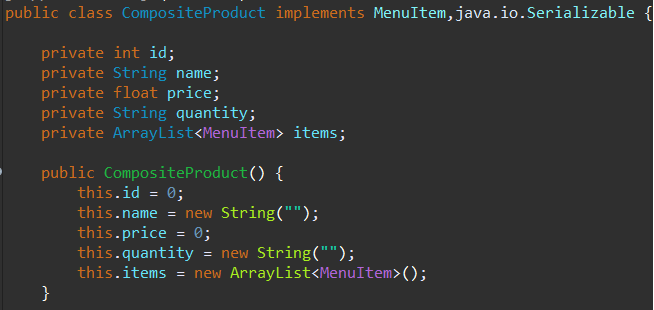 public class CompositeProduct implements MenuItem,java.io.Serializable {
private int id;
private String name;
private float price;
private String quantity;
private ArrayList<MenuItem> items;
public CompositeProduct() {
this.id = 0;
this.name = new String("");
this.price = 0;
this.quantity = new String("");
this.items = new ArrayList<MenuItem>();
}